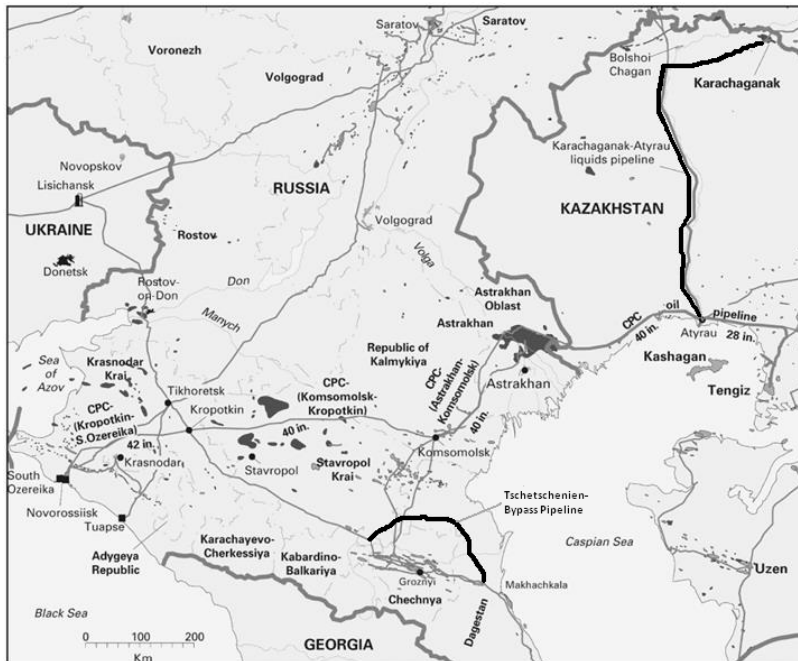 Saratov
Saratov
Voronezh
Bolshoi
Chagan
Karachaganak
Volgograd
Novopskov
Lisichansk
Karachaganak-Atyrau
liquids pipeline
RUSSIA
KAZAKHSTAN
UKRAINE
Rostov
Volgograd
Donetsk
Volga
Rostov-
on-Don
Don
Astrakhan
Oblast
Manych
Astrakhan
CPC
40 in.
oil
pipeline
28 in.
Atyrau
Sea
of
Azov
Krasnodar
Krai
Republic of
Kalmykiya
Kashagan
Tengiz
Tikhoretsk
CPC-
(Komsomolsk-
Kropotkin)
CPC-
(Astrakhan-
Komsomolsk)
Astrakhan
CPC-
(Kropotkin-
S.Ozereika)
Kropotkin
40 in.
40 in.
42 in.
Krasnodar
Stavropol
Stavropol
Krai
Komsomolsk
South
Ozereika
Novorossiisk
Tuapse
Tschetschenien-
Bypass Pipeline
Adygeya
Republic
Karachayevo-
Cherkessiya
Kabardino-
Balkariya
Caspian Sea
Uzen
Groznyi
Makhachkala
Chechnya
Dagestan
Black Sea
0 100 200
Km
GEORGIA